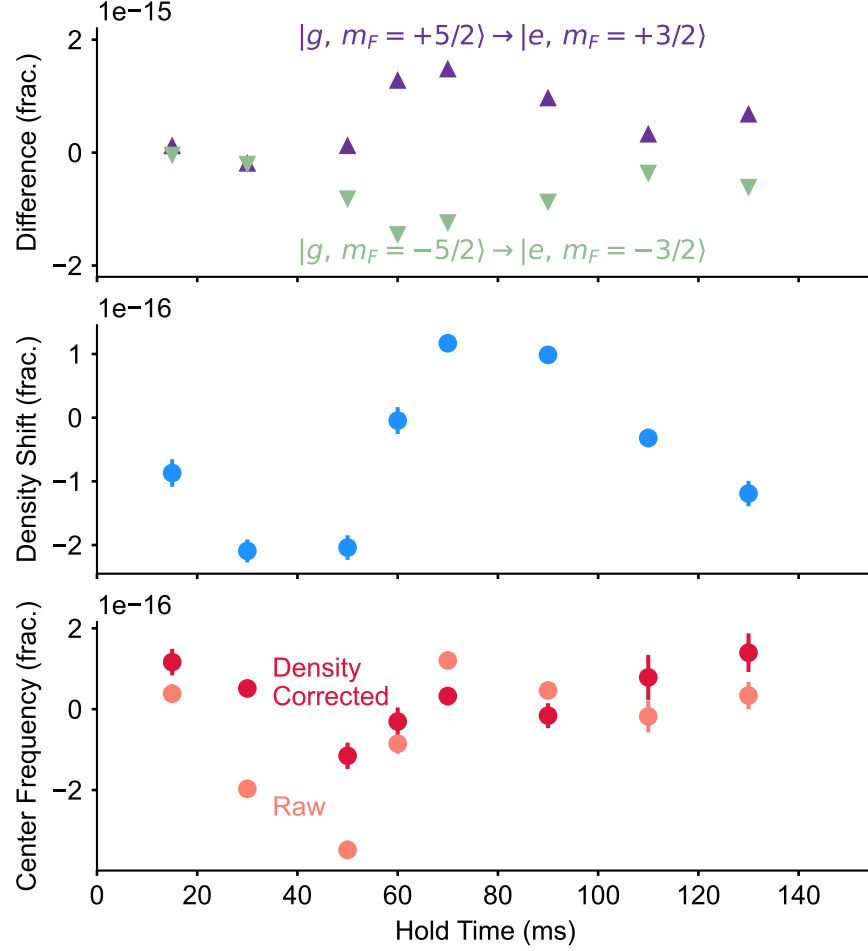 1e−15
|g, m_F = +5/2⟩ → |e, m_F = +3/2⟩
Difference (frac.)
2
0
−2
|g, m_F = −5/2⟩ → |e, m_F = −3/2⟩
1e−16
Density Shift (frac.)
1
0
−1
−2
1e−16
Center Frequency (frac.)
2
0
−2
Density
Corrected
Raw
0 20 40 60 80 100 120 140
Hold Time (ms)